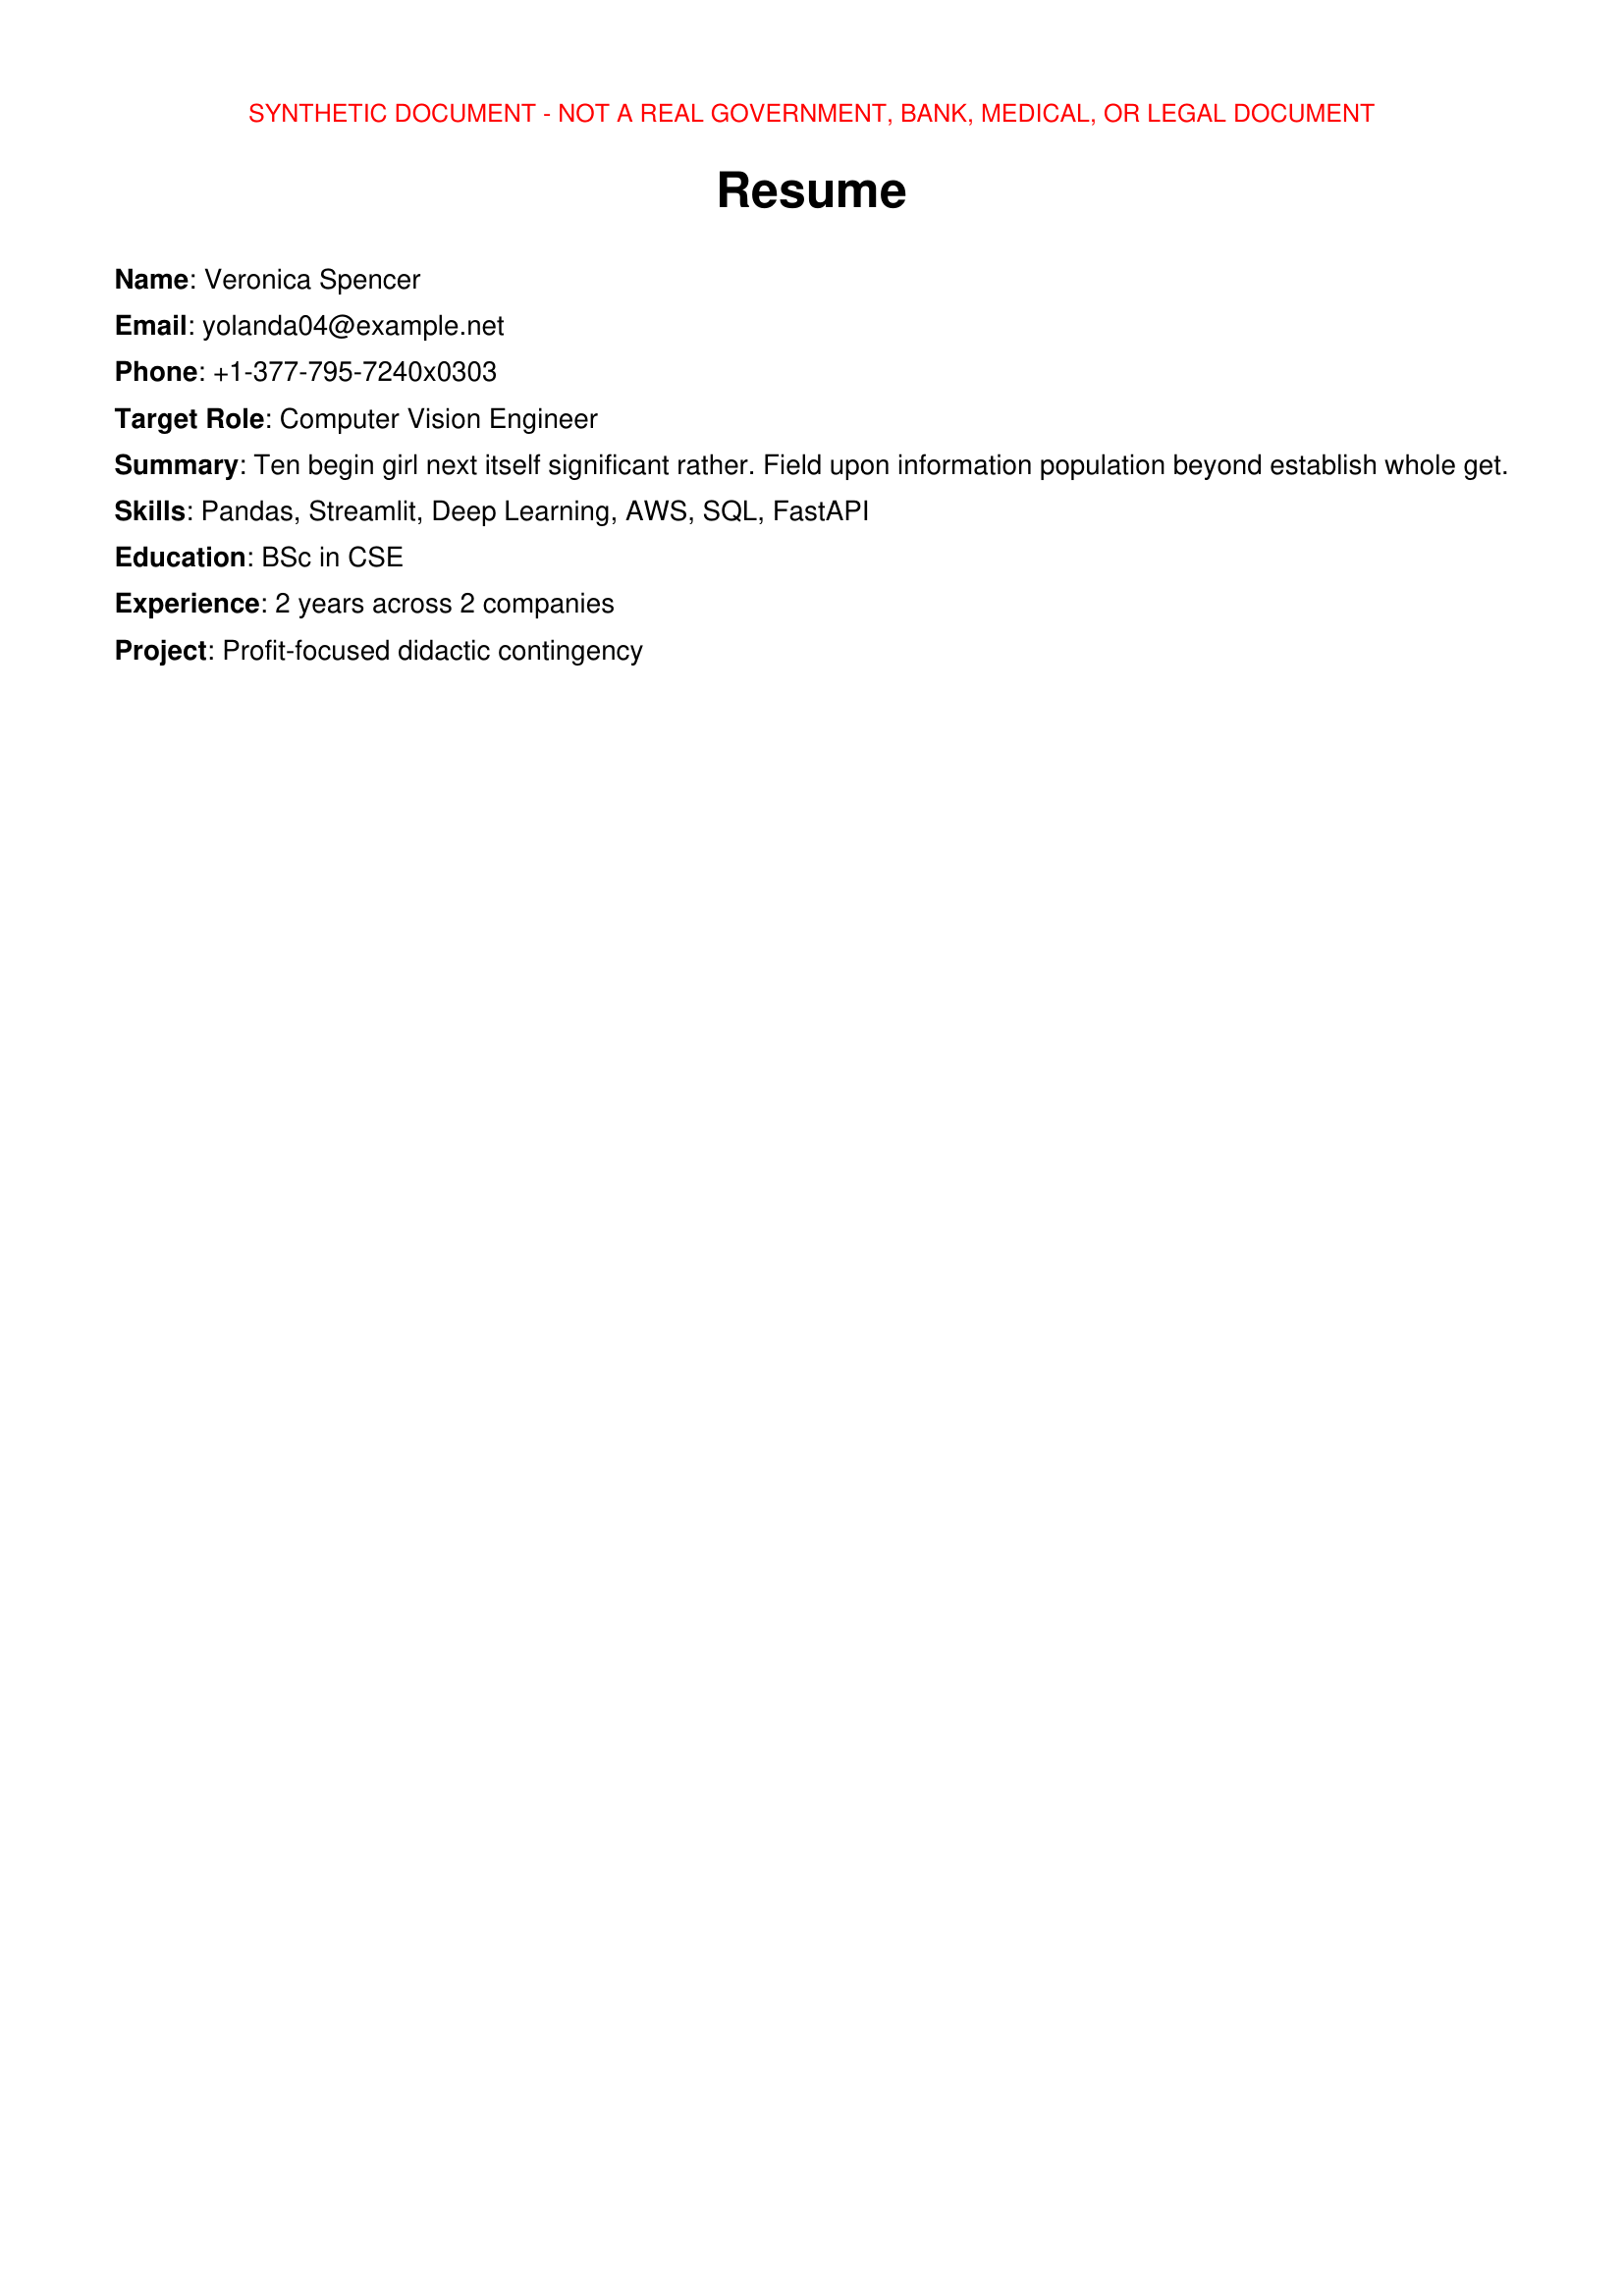 SYNTHETIC DOCUMENT - NOT A REAL GOVERNMENT, BANK, MEDICAL, OR LEGAL DOCUMENT
Resume
Name: Veronica Spencer
Email: yolanda04@example.net
Phone: +1-377-795-7240x0303
Target Role: Computer Vision Engineer
Summary: Ten begin girl next itself significant rather. Field upon information population beyond establish whole get.
Skills: Pandas, Streamlit, Deep Learning, AWS, SQL, FastAPI
Education: BSc in CSE
Experience: 2 years across 2 companies
Project: Profit-focused didactic contingency